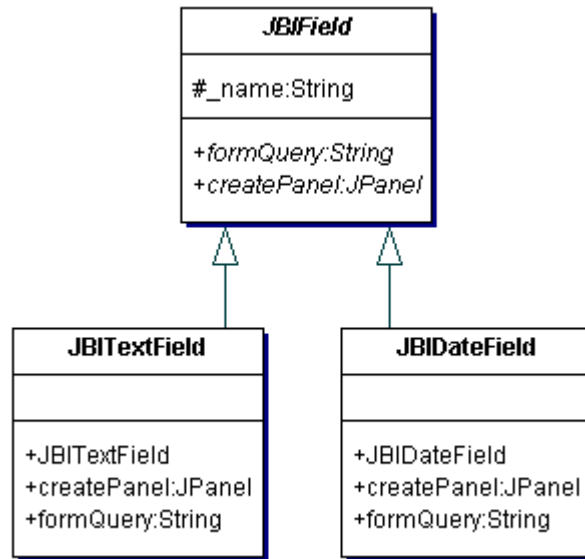 JBIField
#_name:String
+formQuery:String
+createPanel:JPanel
JBITextField
+JBITextField
+createPanel:JPanel
+formQuery:String
JBIDateField
+JBIDateField
+createPanel:JPanel
+formQuery:String